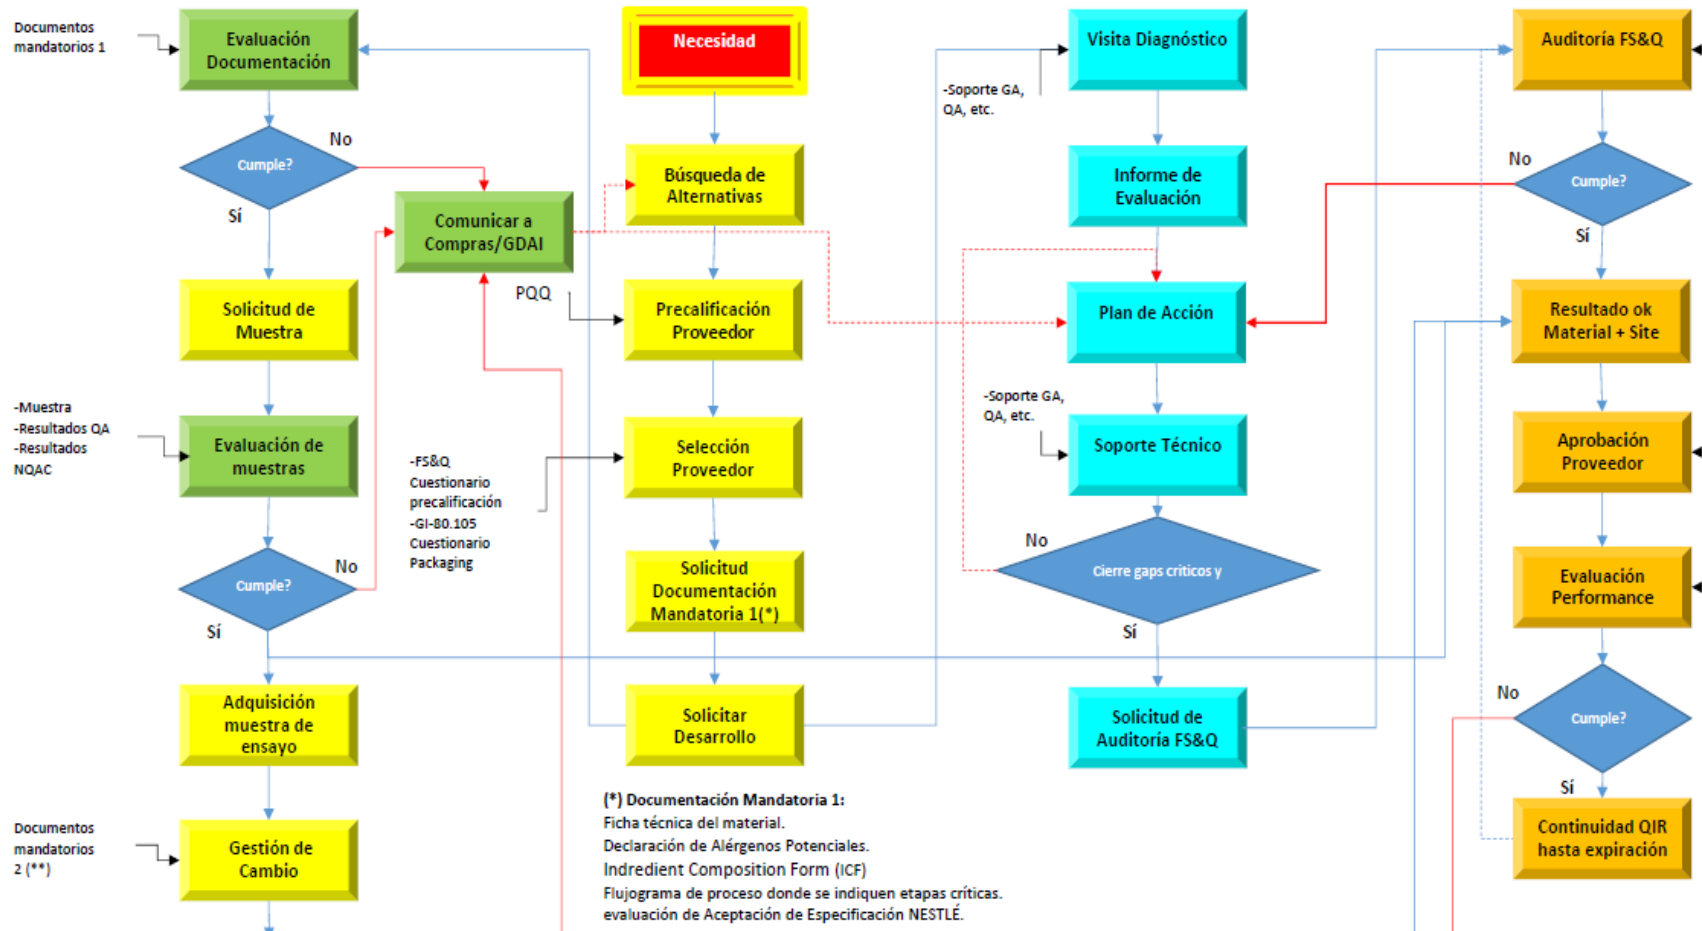 Documentos
mandatorios 1
Evaluación
Documentación
No
Cumple?
Sí
Solicitud de
Muestra
-Muestra
-Resultados QA
-Resultados
NQAC
Evaluación de
muestras
No
Cumple?
Sí
Adquisición
muestra de
ensayo
Documentos
mandatorios
2 (**)
Gestión de
Cambio
Comunicar a
Compras/GDAI
Necesidad
Búsqueda de
Alternativas
PQQ
Precalificación
Proveedor
-FS&Q
Cuestionario
precalificación
-GI-80.105
Cuestionario
Packaging
Selección
Proveedor
Solicitud
Documentación
Mandatoria 1(*)
Solicitar
Desarrollo
(*) Documentación Mandatoria 1:
Ficha técnica del material.
Declaración de Alérgenos Potenciales.
Indredient Composition Form (ICF)
Flujograma de proceso donde se indiquen etapas críticas.
evaluación de Aceptación de Especificación NESTLÉ.
Visita Diagnóstico
-Soporte GA,
QA, etc.
Informe de
Evaluación
Plan de Acción
-Soporte GA,
QA, etc.
Soporte Técnico
No
Cierre gaps criticos y
Sí
Solicitud de
Auditoría FS&Q
Auditoría FS&Q
No
Cumple?
Sí
Resultado ok
Material + Site
Aprobación
Proveedor
Evaluación
Performance
No
Cumple?
Sí
Continuidad QIR
hasta expiración